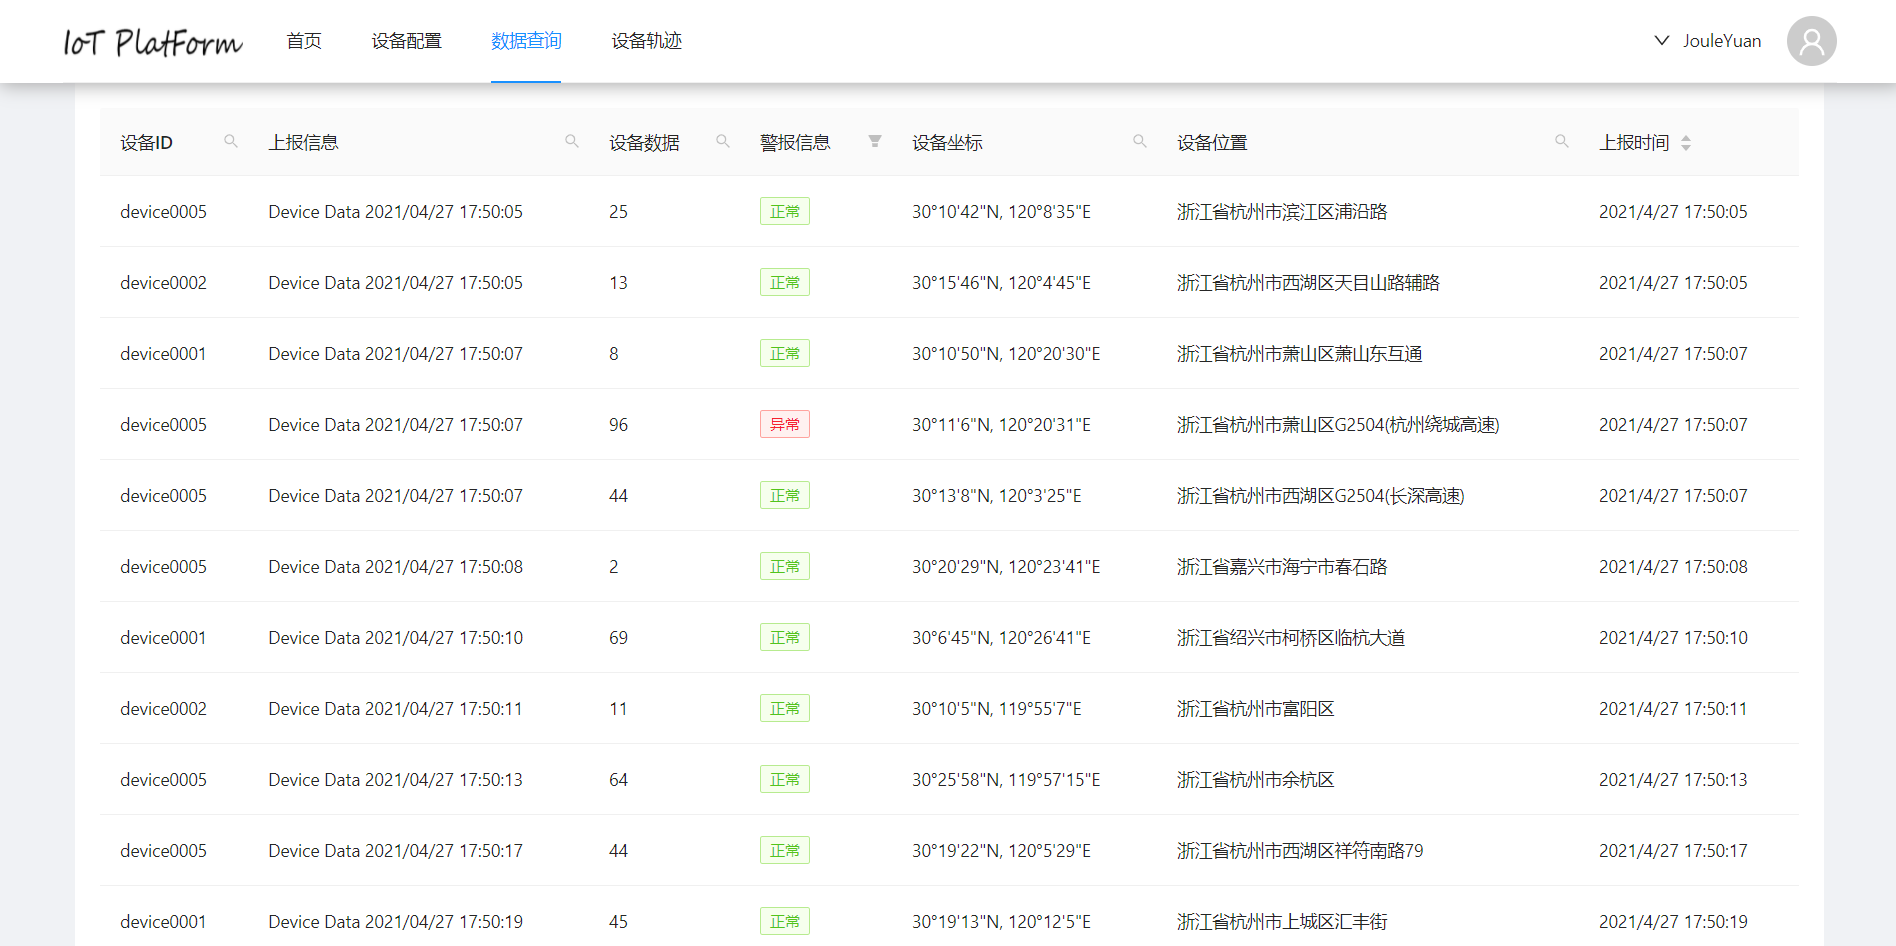 IoT PlatForm 首页 设备配置 数据查询 设备轨迹 JouleYuan
设备ID 上报信息 设备数据 警报信息 设备坐标 设备位置 上报时间
device0005 Device Data 2021/04/27 17:50:05 25 正常 30°10'42"N, 120°8'35"E 浙江省杭州市滨江区浦沿路 2021/4/27 17:50:05
device0002 Device Data 2021/04/27 17:50:05 13 正常 30°15'46"N, 120°4'45"E 浙江省杭州市西湖区天目山路辅路 2021/4/27 17:50:05
device0001 Device Data 2021/04/27 17:50:07 8 正常 30°10'50"N, 120°20'30"E 浙江省杭州市萧山区萧山东互通 2021/4/27 17:50:07
device0005 Device Data 2021/04/27 17:50:07 96 异常 30°11'6"N, 120°20'31"E 浙江省杭州市萧山区G2504(杭州绕城高速) 2021/4/27 17:50:07
device0005 Device Data 2021/04/27 17:50:07 44 正常 30°13'8"N, 120°3'25"E 浙江省杭州市西湖区G2504(长深高速) 2021/4/27 17:50:07
device0005 Device Data 2021/04/27 17:50:08 2 正常 30°20'29"N, 120°23'41"E 浙江省嘉兴市海宁市春石路 2021/4/27 17:50:08
device0001 Device Data 2021/04/27 17:50:10 69 正常 30°6'45"N, 120°26'41"E 浙江省绍兴市柯桥区临杭大道 2021/4/27 17:50:10
device0002 Device Data 2021/04/27 17:50:11 11 正常 30°10'5"N, 119°55'7"E 浙江省杭州市富阳区 2021/4/27 17:50:11
device0005 Device Data 2021/04/27 17:50:13 64 正常 30°25'58"N, 119°57'15"E 浙江省杭州市余杭区 2021/4/27 17:50:13
device0005 Device Data 2021/04/27 17:50:17 44 正常 30°19'22"N, 120°5'29"E 浙江省杭州市西湖区祥符南路79 2021/4/27 17:50:17
device0001 Device Data 2021/04/27 17:50:19 45 正常 30°19'13"N, 120°12'5"E 浙江省杭州市上城区汇丰街 2021/4/27 17:50:19